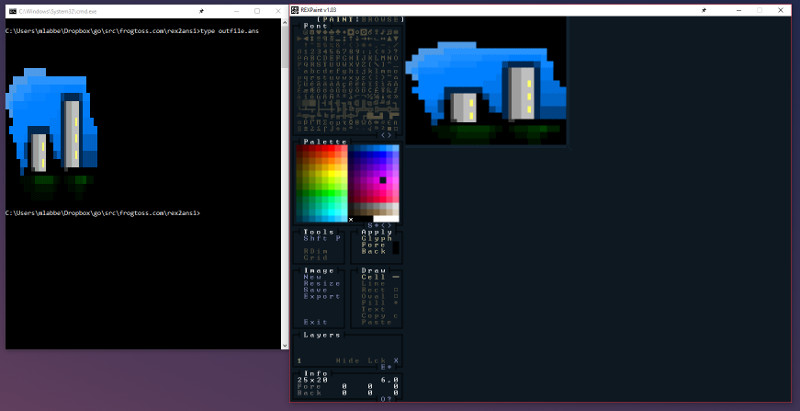 C:\Windows\System32\cmd.exe
C:\Users\mlabbe\Dropbox\go\src\frogtoss.com\rex2ansi>type outfile.ans
C:\Users\mlabbe\Dropbox\go\src\frogtoss.com\rex2ansi>
REXPaint v1.03
[PAINT|BROWSER]
Font
Palette
Tools
Shft P
RDim
Grid
Apply
Glyph
Fore
Back
Image
New
Resize
Save
Export
Exit
Draw
Cell
Line
Rect
Oval
Fill
Text
Copy c
Paste
Layers
1 Hide Lck X
Info
25x20 6.0
Fore 0 0 0
Back 0 0 0